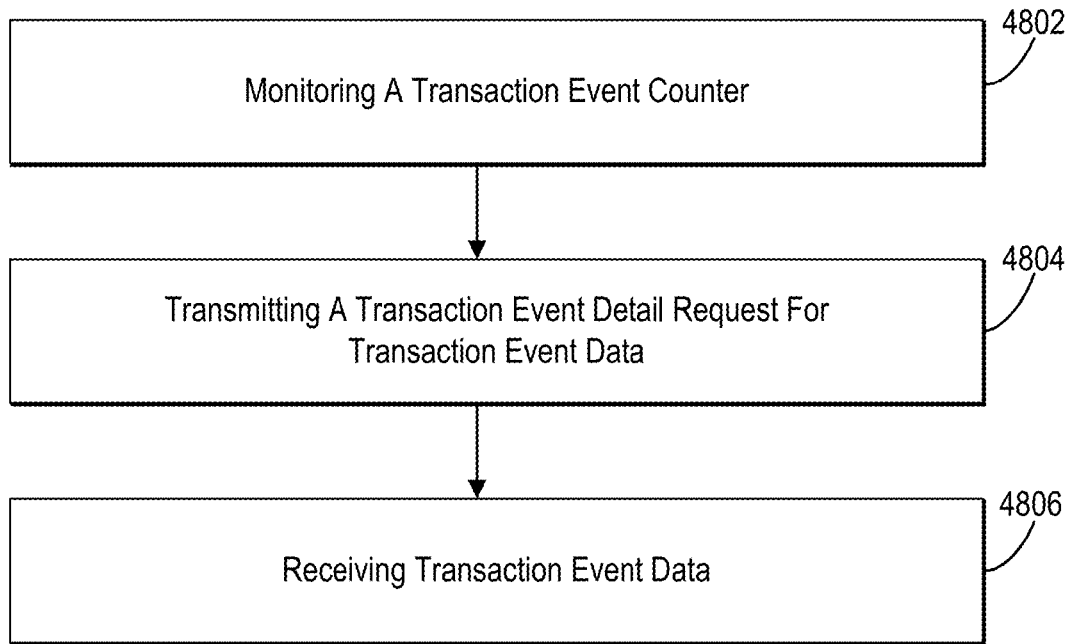 4802
Monitoring A Transaction Event Counter
4804
Transmitting A Transaction Event Detail Request For
Transaction Event Data
4806
Receiving Transaction Event Data